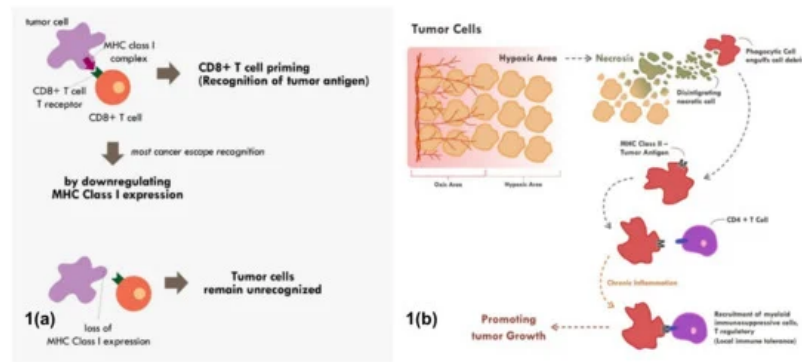 tumor cell
MHC class I
complex
CD8+ T cell
T receptor
CD8+ T cell
CD8+ T cell priming
(Recognition of tumor antigen)
most cancer escape recognition
by downregulating
MHC Class I expression
Tumor cells
remain unrecognized
1(a)
loss of
MHC Class I expression
Tumor Cells
Hypoxic Area
Necrosis
Phagocytic Cell
engulfs cell debri
Disintigrating
necrotic cell
Oxic Area
Hypoxic Area
MHC Class II –
Tumor Antigen
CD4 + T Cell
Chronic Inflammation
1(b)
Promoting
tumor Growth
Recruitment of myeloid
immunosuppressive cells,
T regulatory
(Local immune tolerance)